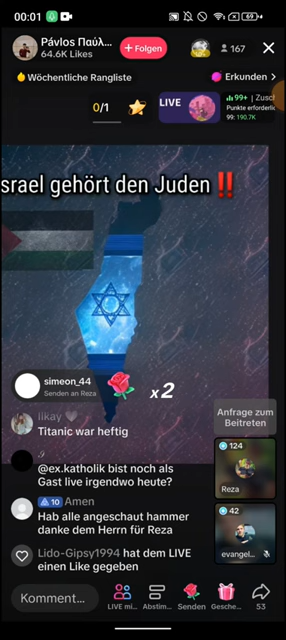 00:01
69
Pávlos Παύλ...
64.6K Likes
+ Folgen
167
Wöchentliche Rangliste
Erkunden >
0/1
LIVE
99+ | Zusch
Punkte erforderlic
99: 190.7K
srael gehört den Juden ‼️
simeon_44
Senden an Reza
x2
Ilkay
Titanic war heftig
@ex.katholik bist noch als
Gast live irgendwo heute?
10 Amen
Hab alle angeschaut hammer
danke dem Herrn für Reza
Lido-Gipsy1994 hat dem LIVE
einen Like gegeben
Anfrage zum
Beitreten
124
Reza
42
evangel...
Komment...
LIVE mi...
Abstim...
Senden
Gesche...
53